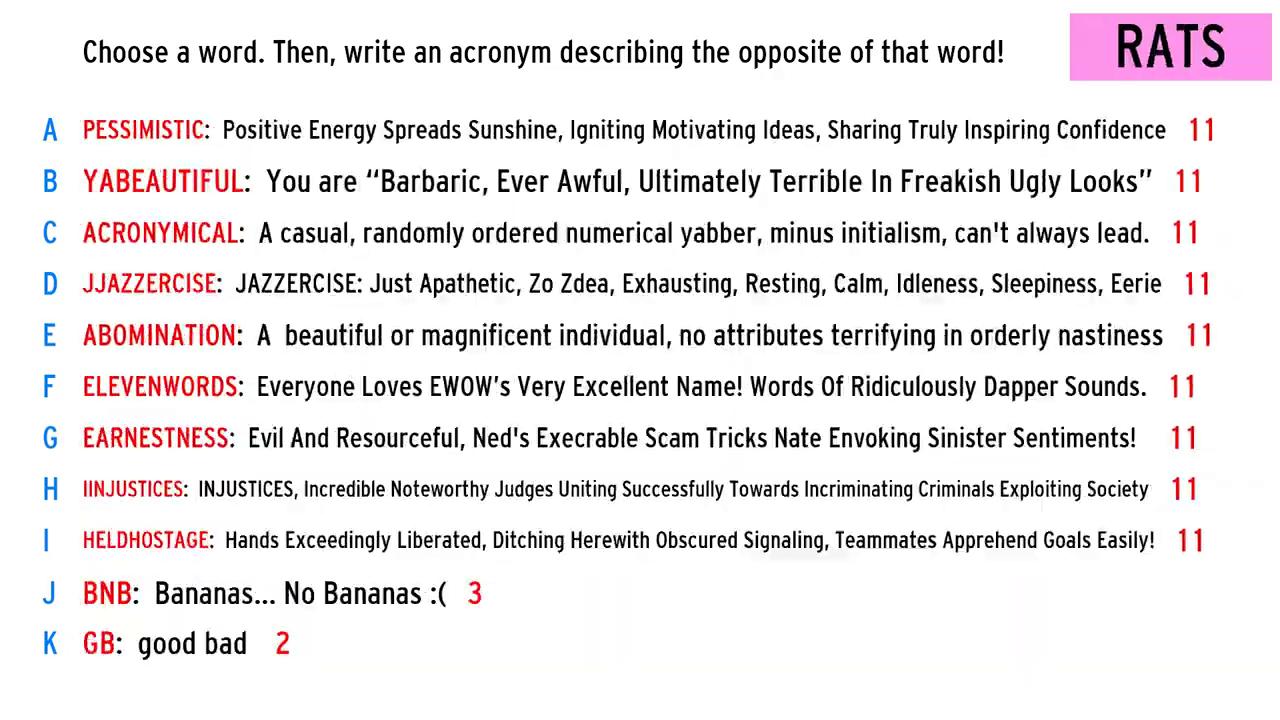 Choose a word. Then, write an acronym describing the opposite of that word! RATS
A PESSIMISTIC: Positive Energy Spreads Sunshine, Igniting Motivating Ideas, Sharing Truly Inspiring Confidence 11
B YABEAUTIFUL: You are “Barbaric, Ever Awful, Ultimately Terrible In Freakish Ugly Looks” 11
C ACRONYMICAL: A casual, randomly ordered numerical yabber, minus initialism, can't always lead. 11
D JJAZZERCISE: JAZZERCISE: Just Apathetic, Zo Zdea, Exhausting, Resting, Calm, Idleness, Sleepiness, Eerie 11
E ABOMINATION: A beautiful or magnificent individual, no attributes terrifying in orderly nastiness 11
F ELEVENWORDS: Everyone Loves EWOW’s Very Excellent Name! Words Of Ridiculously Dapper Sounds. 11
G EARNESTNESS: Evil And Resourceful, Ned's Execrable Scam Tricks Nate Envoking Sinister Sentiments! 11
H IINJUSTICES: INJUSTICES, Incredible Noteworthy Judges Uniting Successfully Towards Incriminating Criminals Exploiting Society 11
I HELDHOSTAGE: Hands Exceedingly Liberated, Ditching Herewith Obscured Signaling, Teammates Apprehend Goals Easily! 11
J BNB: Bananas... No Bananas :( 3
K GB: good bad 2